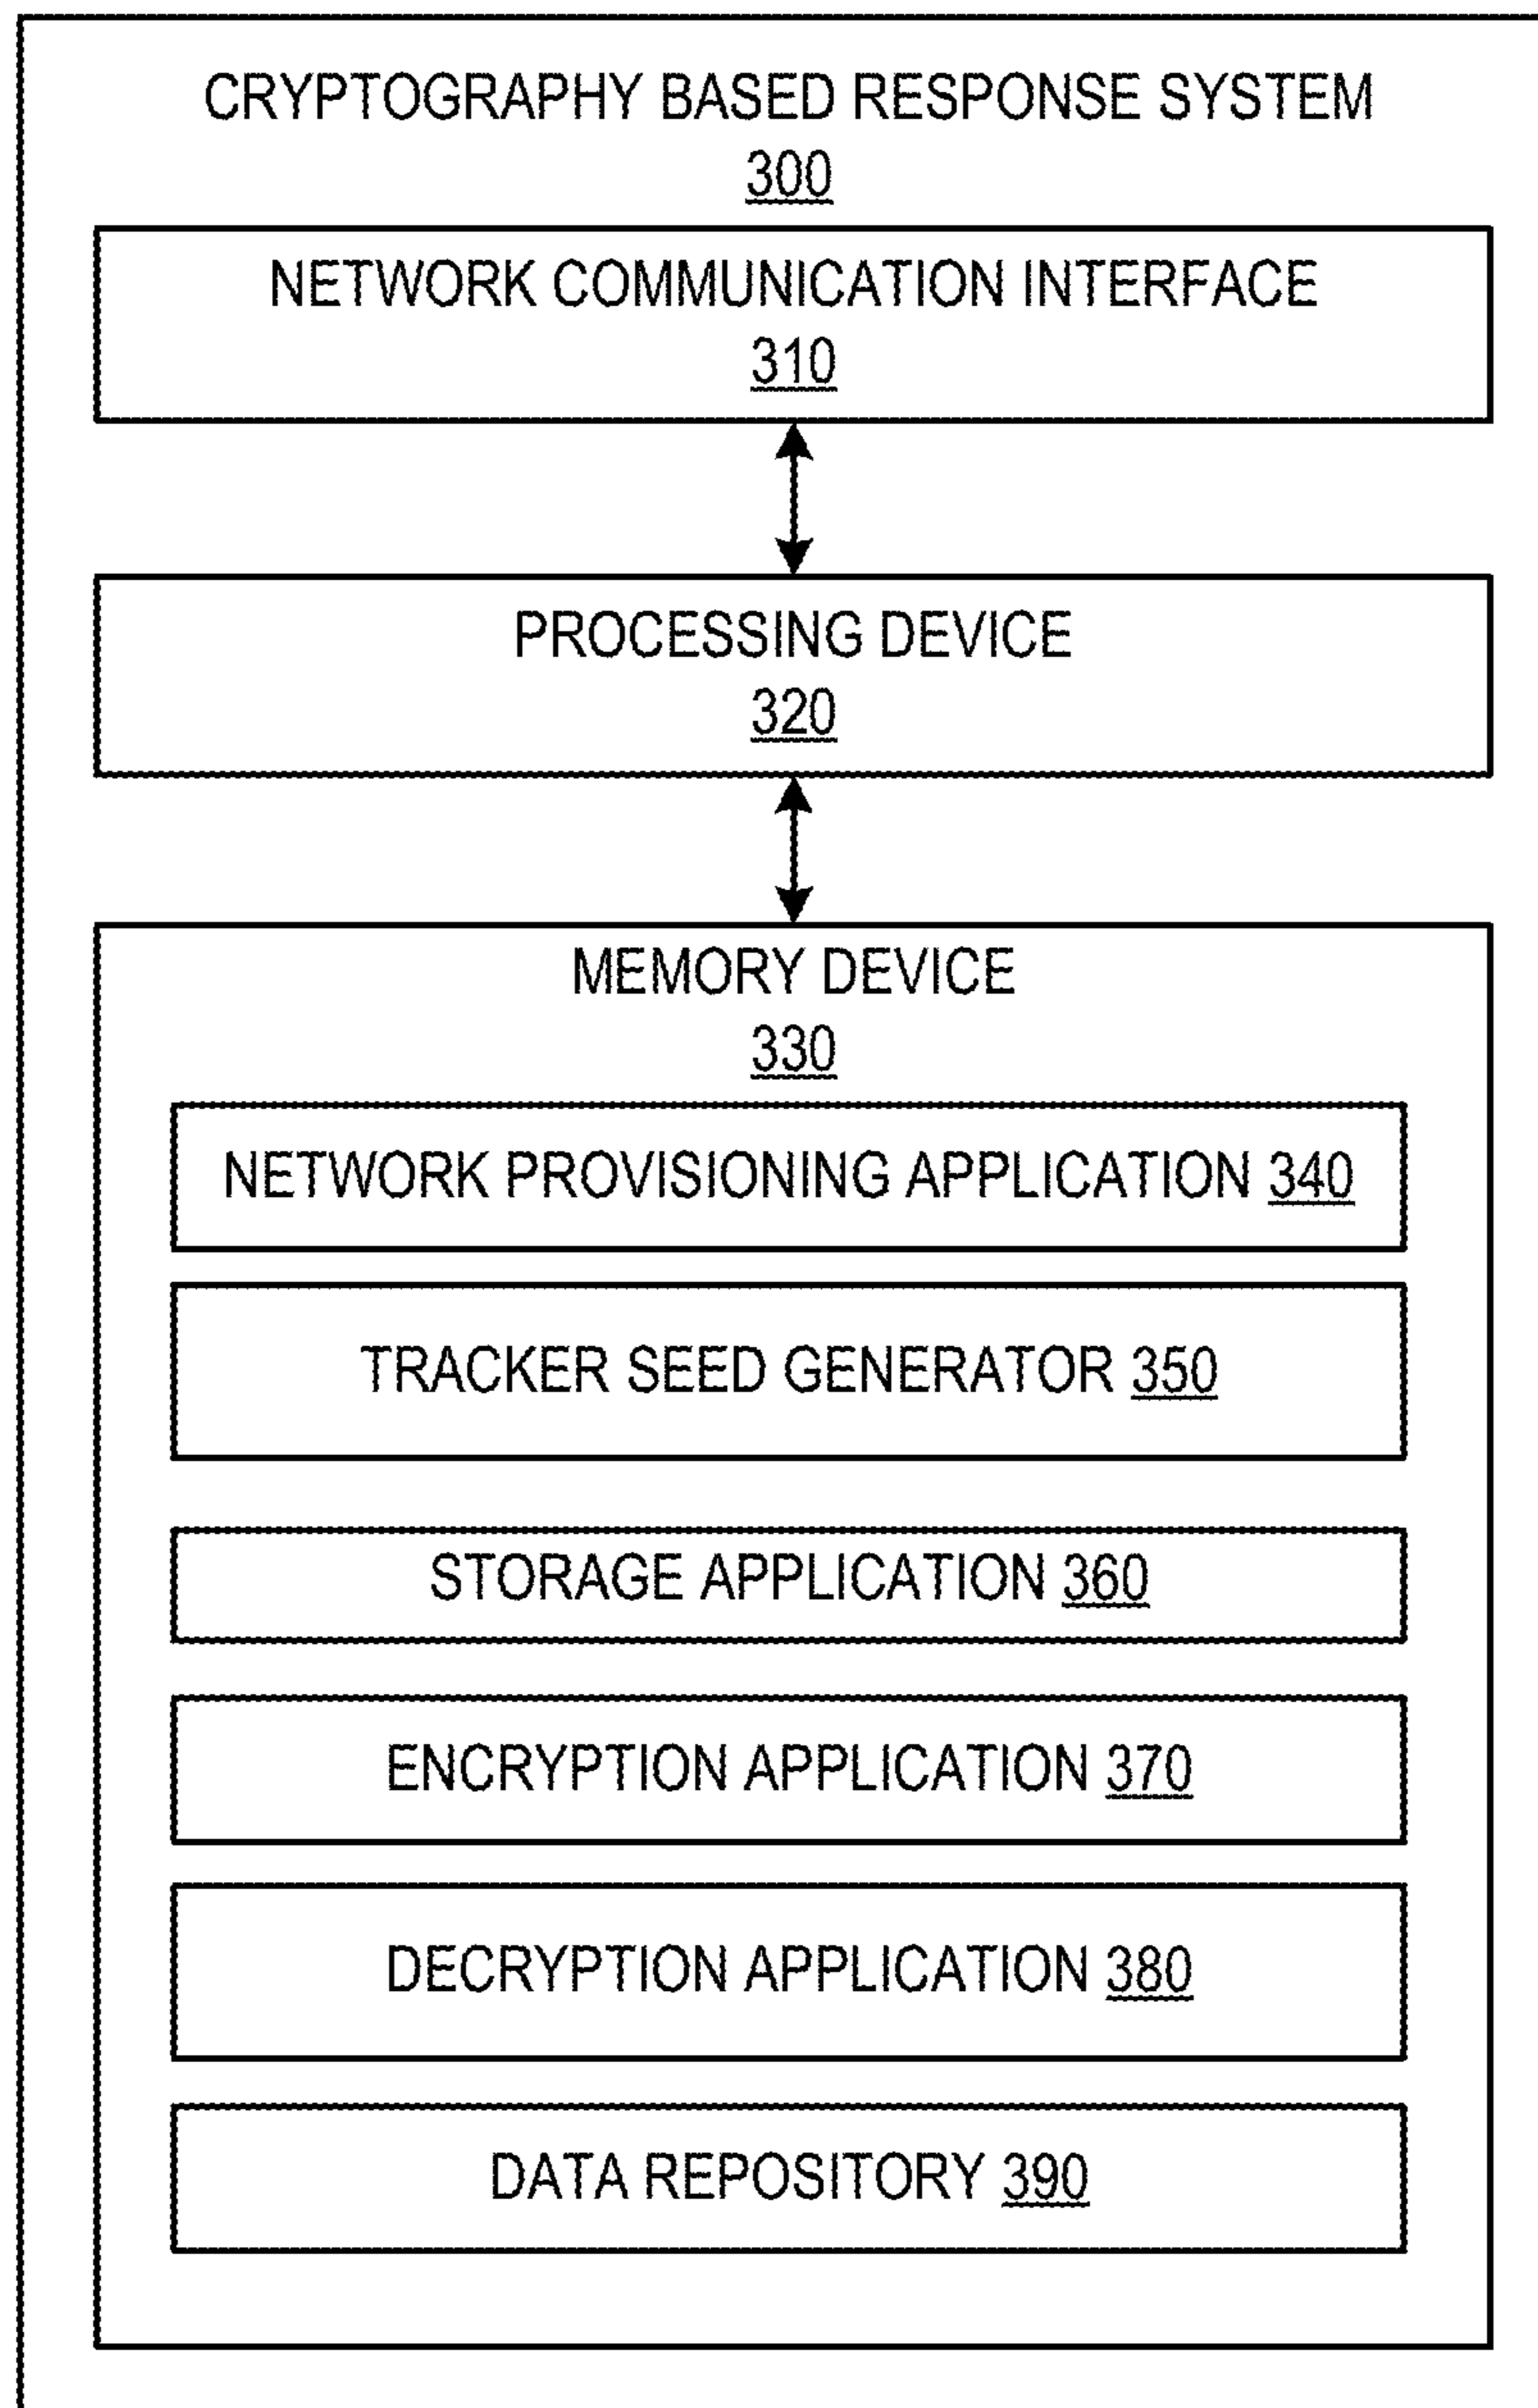 CRYPTOGRAPHY BASED RESPONSE SYSTEM
300
NETWORK COMMUNICATION INTERFACE
310
PROCESSING DEVICE
320
MEMORY DEVICE
330
NETWORK PROVISIONING APPLICATION 340
TRACKER SEED GENERATOR 350
STORAGE APPLICATION 360
ENCRYPTION APPLICATION 370
DECRYPTION APPLICATION 380
DATA REPOSITORY 390